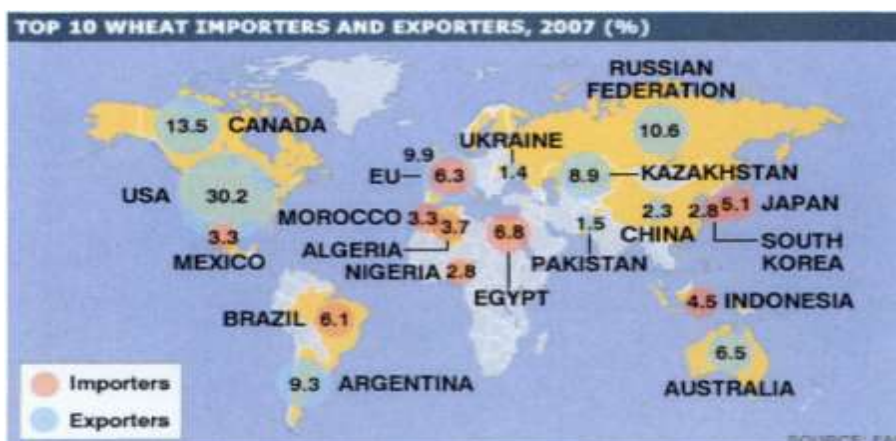 TOP 10 WHEAT IMPORTERS AND EXPORTERS, 2007 (%)
RUSSIAN
FEDERATION
10.6
13.5 CANADA
UKRAINE
1.4
9.9
EU 6.3
8.9 KAZAKHSTAN
USA 30.2
MOROCCO 3.3
3.7
ALGERIA
2.3
CHINA
2.8
5.1 JAPAN
SOUTH
KOREA
1.5
PAKISTAN
3.3
MEXICO
6.8
EGYPT
NIGERIA 2.8
4.5 INDONESIA
BRAZIL 6.1
6.5
AUSTRALIA
9.3 ARGENTINA
Importers
Exporters
SOURCE: